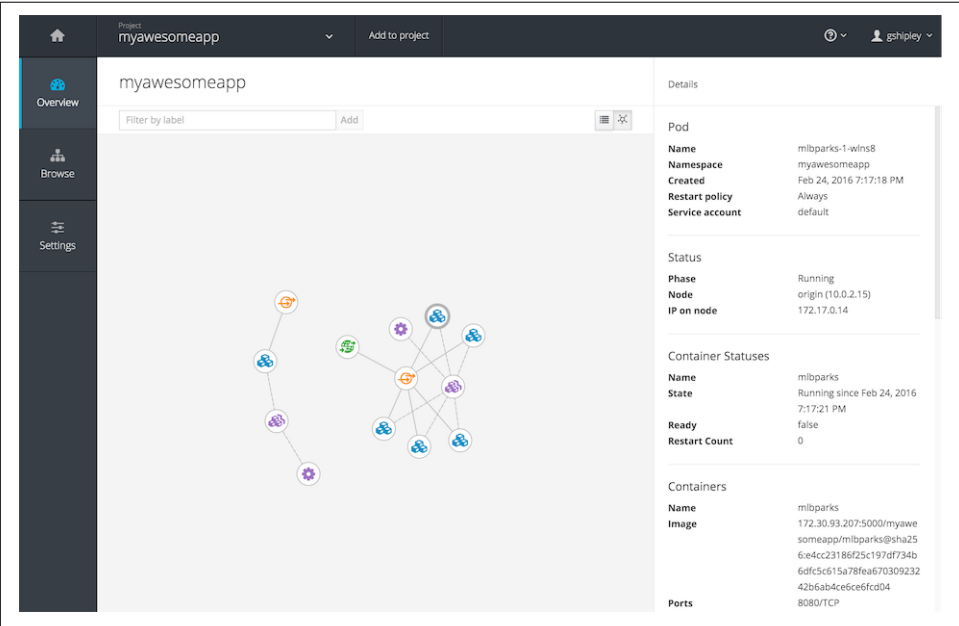 Project
myawesomeapp
Add to project
gshipley
Overview
Browse
Settings
myawesomeapp
Filter by label
Add
Details
Pod
Name mlbparks-1-wlns8
Namespace myawesomeapp
Created Feb 24, 2016 7:17:18 PM
Restart policy Always
Service account default
Status
Phase Running
Node origin (10.0.2.15)
IP on node 172.17.0.14
Container Statuses
Name mlbparks
State Running since Feb 24, 2016
7:17:21 PM
Ready false
Restart Count 0
Containers
Name mlbparks
Image 172.30.93.207:5000/myawe
someapp/mlbparks@sha25
6:e4cc23186f25c197df734b
6dfc5c615a78fea670309232
42b6ab4ce6ce6fcd04
Ports 8080/TCP